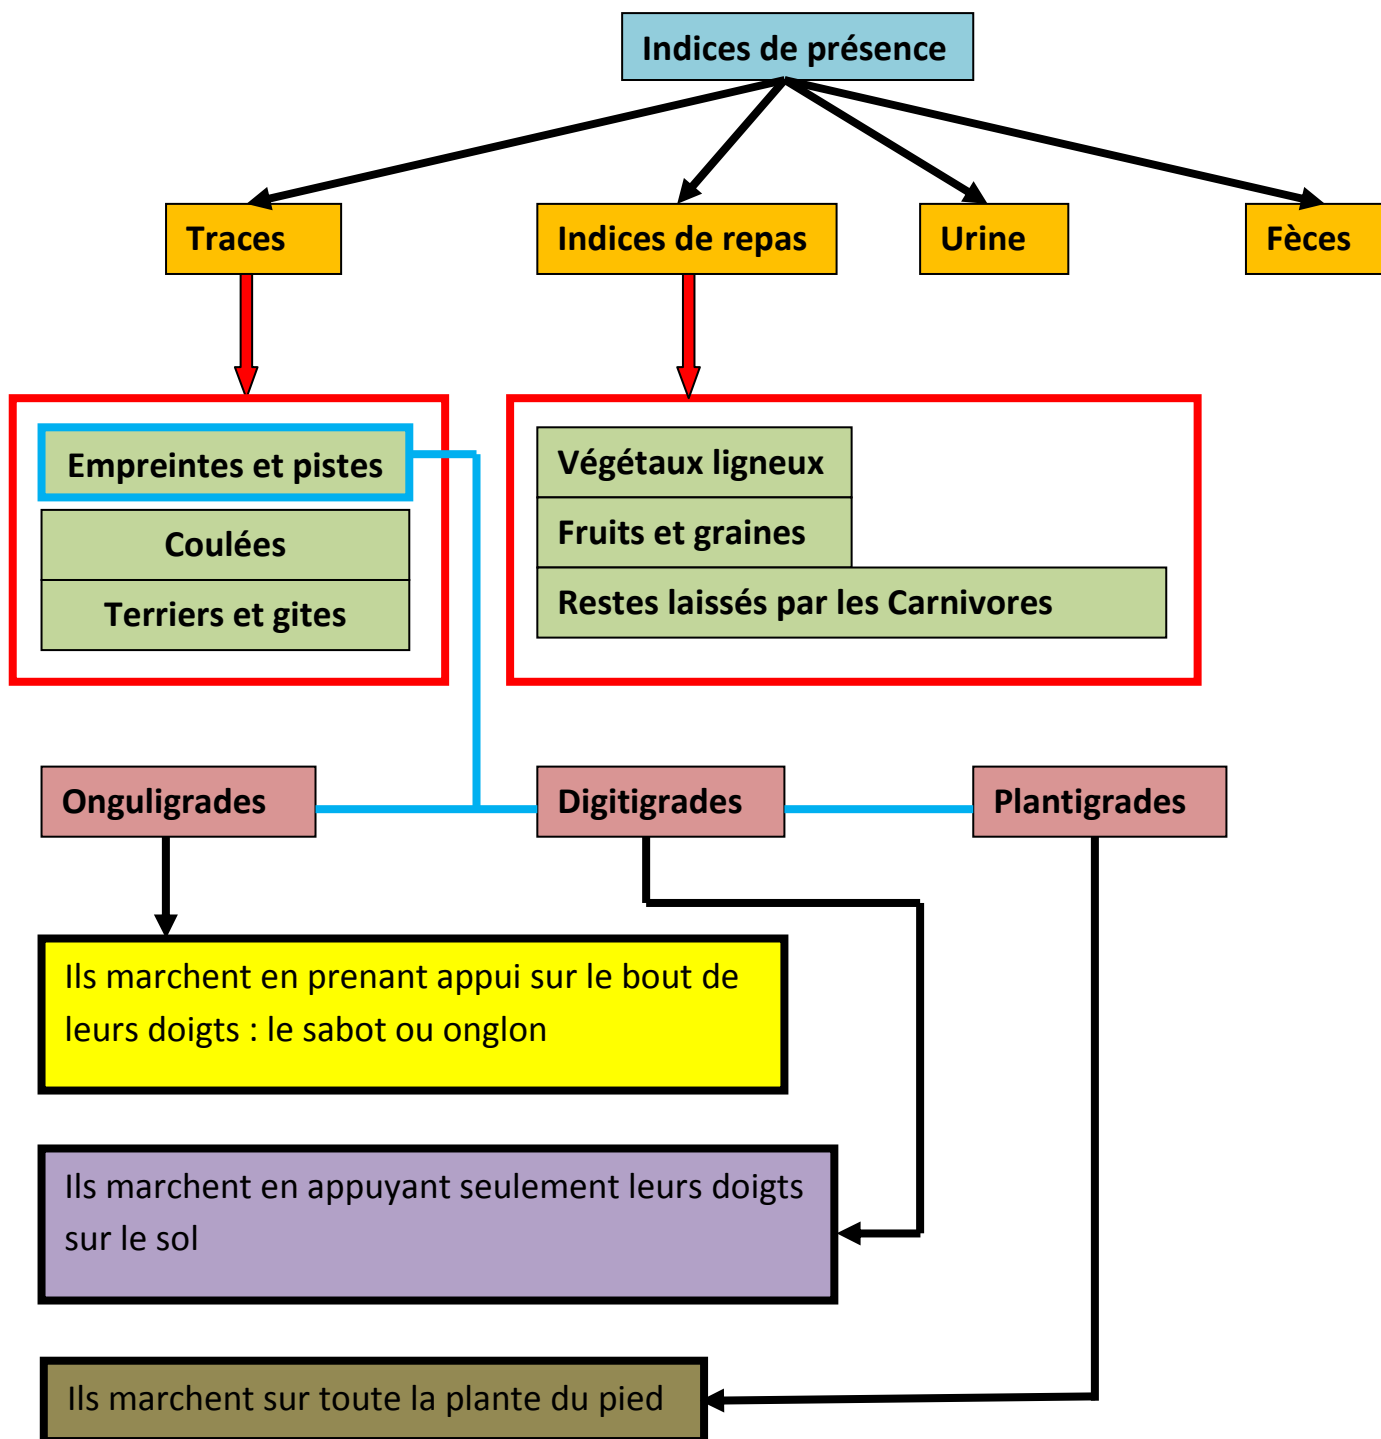 Indices de présence
Traces
Indices de repas
Urine
Fèces
Empreintes et pistes
Coulées
Terriers et gites
Végétaux ligneux
Fruits et graines
Restes laissés par les Carnivores
Onguligrades
Digitigrades
Plantigrades
Ils marchent en prenant appui sur le bout de
leurs doigts : le sabot ou onglon
Ils marchent en appuyant seulement leurs doigts
sur le sol
Ils marchent sur toute la plante du pied